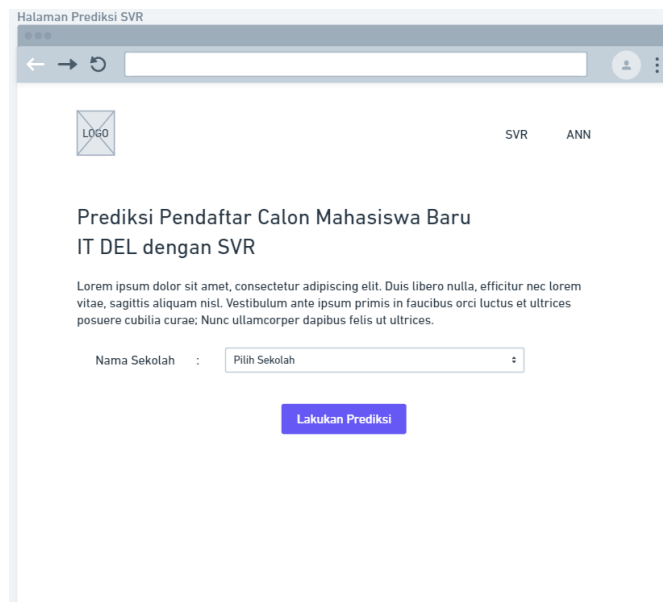 Halaman Prediksi SVR
LOGO
SVR ANN
Prediksi Pendaftar Calon Mahasiswa Baru
IT DEL dengan SVR
Lorem ipsum dolor sit amet, consectetur adipiscing elit. Duis libero nulla, efficitur nec lorem
vitae, sagittis aliquam nisl. Vestibulum ante ipsum primis in faucibus orci luctus et ultrices
posuere cubilia curae; Nunc ullamcorper dapibus felis ut ultrices.
Nama Sekolah : Pilih Sekolah
Lakukan Prediksi